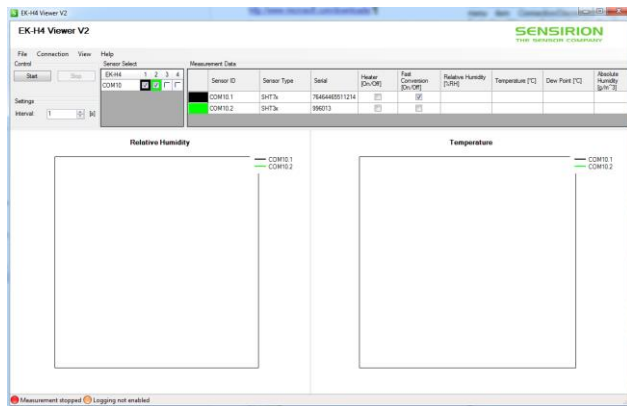 EK-H4 Viewer V2
EK-H4 Viewer V2
SENSIRION
THE SENSOR COMPANY
File Connection View Help
Control Sensor Select Measurement Data
Start Stop
EK-H4 1 2 3 4
COM10
Settings
Interval: 1 [s]
Sensor ID Sensor Type Serial Heater [On/Off] Fast Conversion [On/Off] Relative Humidity [%RH] Temperature [°C] Dew Point [°C] Absolute Humidity [g/m^3]
COM10.1 SHT7x
COM10.2 SHT3x 996013
Relative Humidity
COM10.1
COM10.2
Temperature
COM10.1
COM10.2
Measurement stopped Logging not enabled